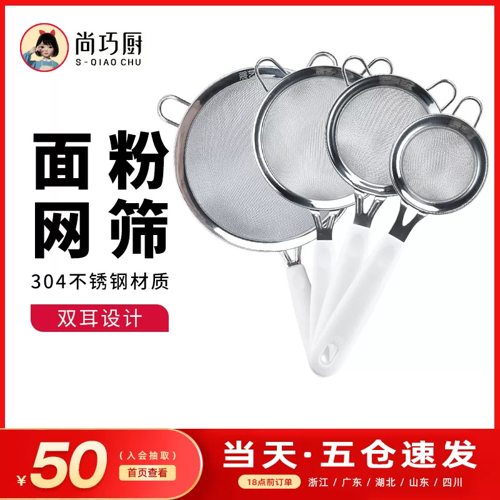 尚巧厨
S-QIAO CHU
面粉
网筛
304不锈钢材质
双耳设计
¥50
(入会抽取)
首页查看
当天·五仓速发
18点前订单
浙江/广东/湖北/山东/四川